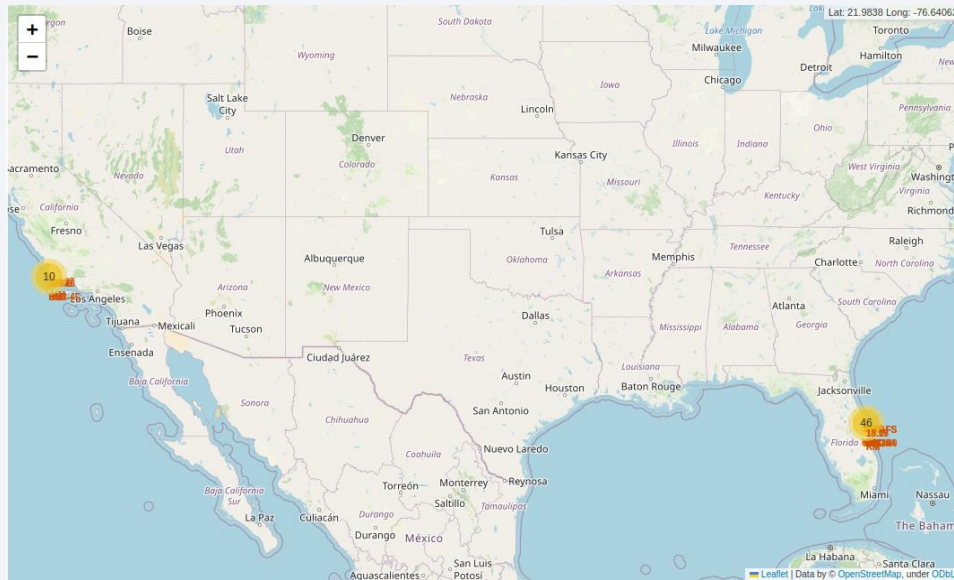 +
−
Lat: 21.9838 Long: -76.6406
Boise
South Dakota
Lake Michigan
Toronto
Milwaukee
Hamilton
Wyoming
Detroit
Chicago
Iowa
Nebraska
Salt Lake
City
Lincoln
Pennsylvania
Ohio
Denver
Utah
Illinois
Indiana
Colorado
Kansas City
Nevada
Sacramento
Kansas
Missouri
West Virginia
Washington
Virginia
Kentucky
California
Fresno
Richmond
Tulsa
Las Vegas
Raleigh
Albuquerque
Memphis
Tennessee
Charlotte
North Carolina
Oklahoma
Arkansas
10
Arizona
New Mexico
Los Angeles
South Carolina
Atlanta
Phoenix
Dallas
Tijuana
Mexicali
Tucson
Mississippi
Alabama
Georgia
Ensenada
Ciudad Juárez
Texas
Louisiana
Austin
Houston
Baton Rouge
Jacksonville
Baja California
Sonora
San Antonio
Chihuahua
46
Florida
Nuevo Laredo
Coahuila
Reynosa
Baja California
Sur
Torreón
Monterrey
Saltillo
Tamaulipas
Miami
Nassau
La Paz
Culiacán
Durango
Durango
México
The Baham
La Habana
Santa Clara
San Luis
Potosí
Aguascalientes
Leaflet | Data by © OpenStreetMap, under ODbL